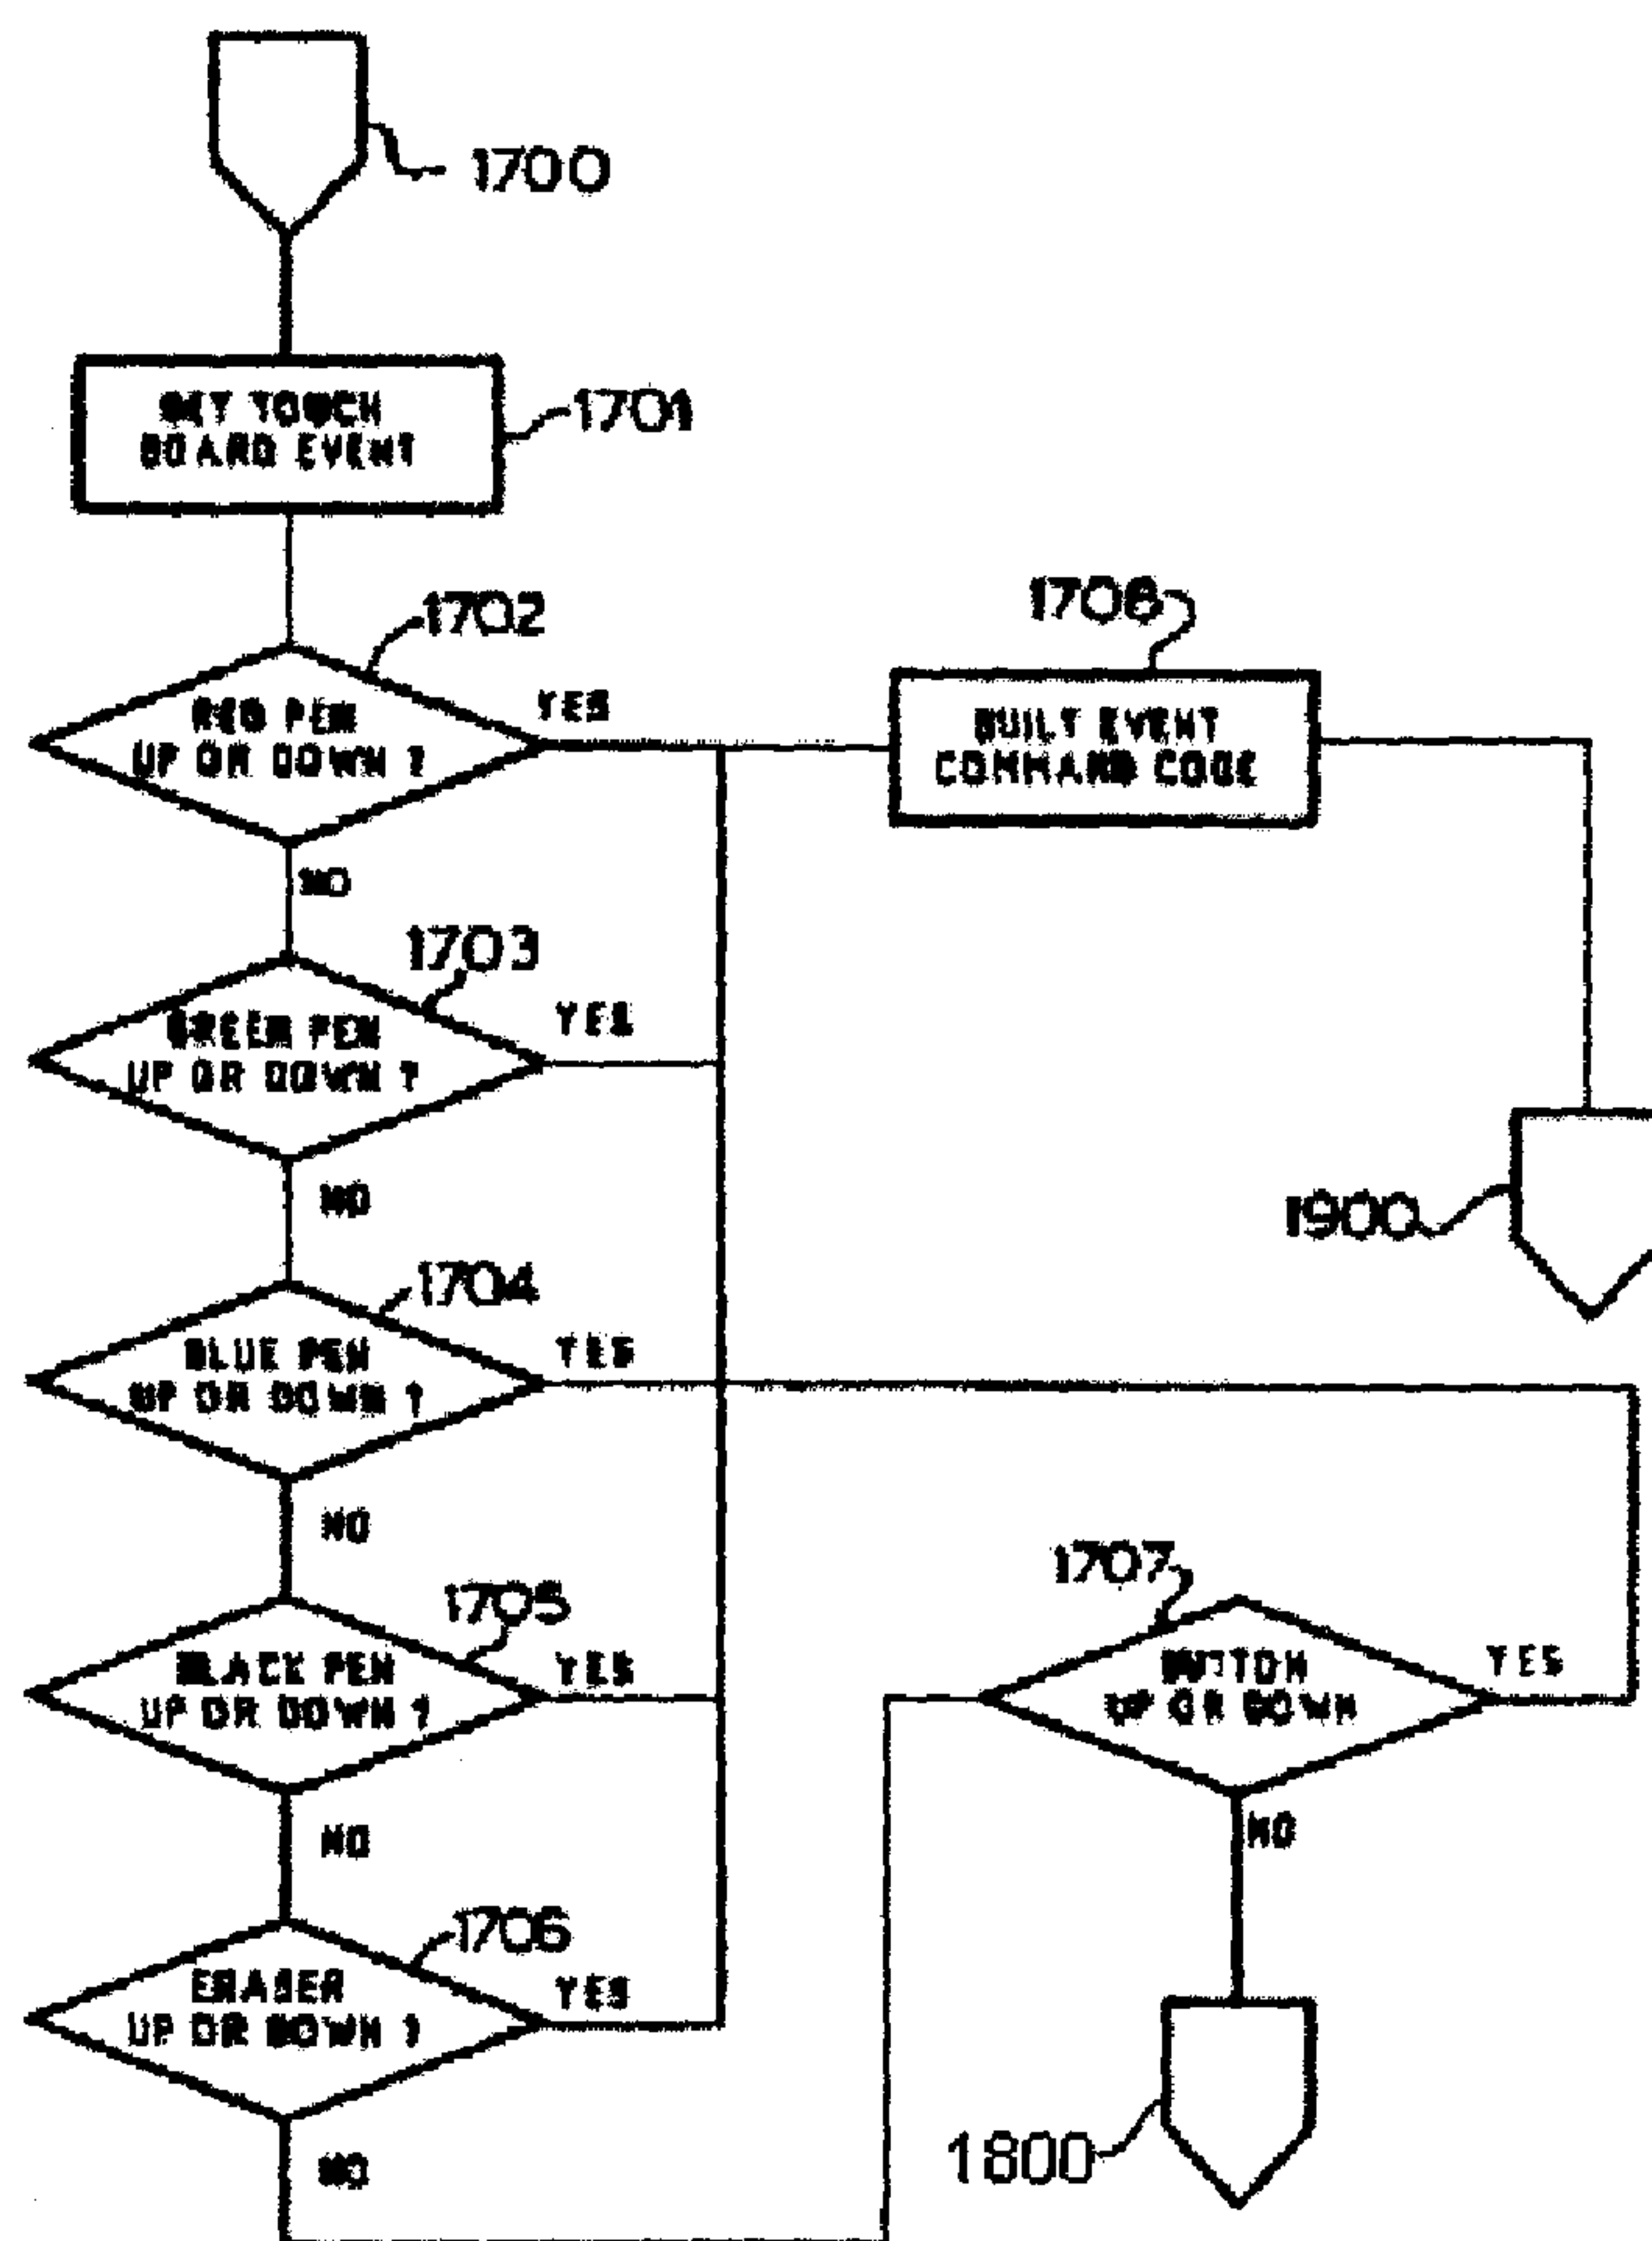 1700
GET TOUCH
BOARD EVENT
1701
1702
RED PEN
UP OR DOWN ?
YES
NO
1708
BUILT EVENT
COMMAND CODE
1703
GREEN PEN
UP OR DOWN ?
YES
NO
1900
1704
BLUE PEN
UP OR DOWN ?
YES
NO
1705
BLACK PEN
UP OR DOWN ?
YES
NO
1707
BUTTON
UP OR DOWN
YES
NO
1706
ERASER
UP OR DOWN ?
YES
NO
1800